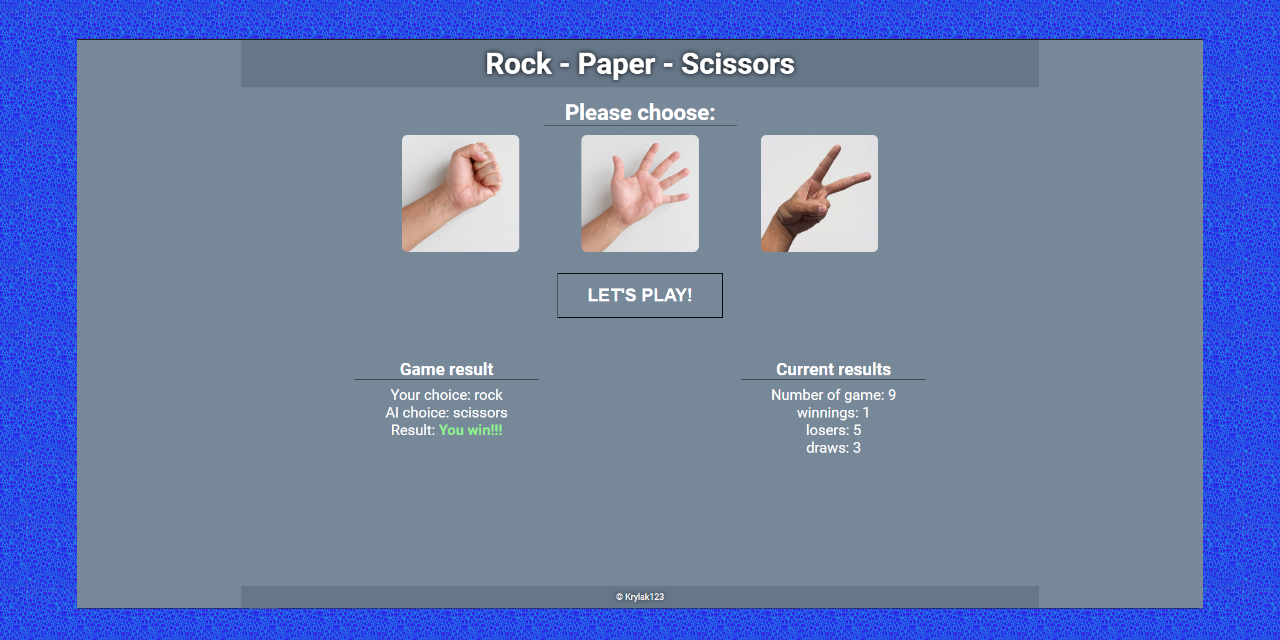 Rock - Paper - Scissors
Please choose:
LET'S PLAY!
Game result
Your choice: rock
AI choice: scissors
Result: You win!!!
Current results
Number of game: 9
winnings: 1
losers: 5
draws: 3
© Krylak123